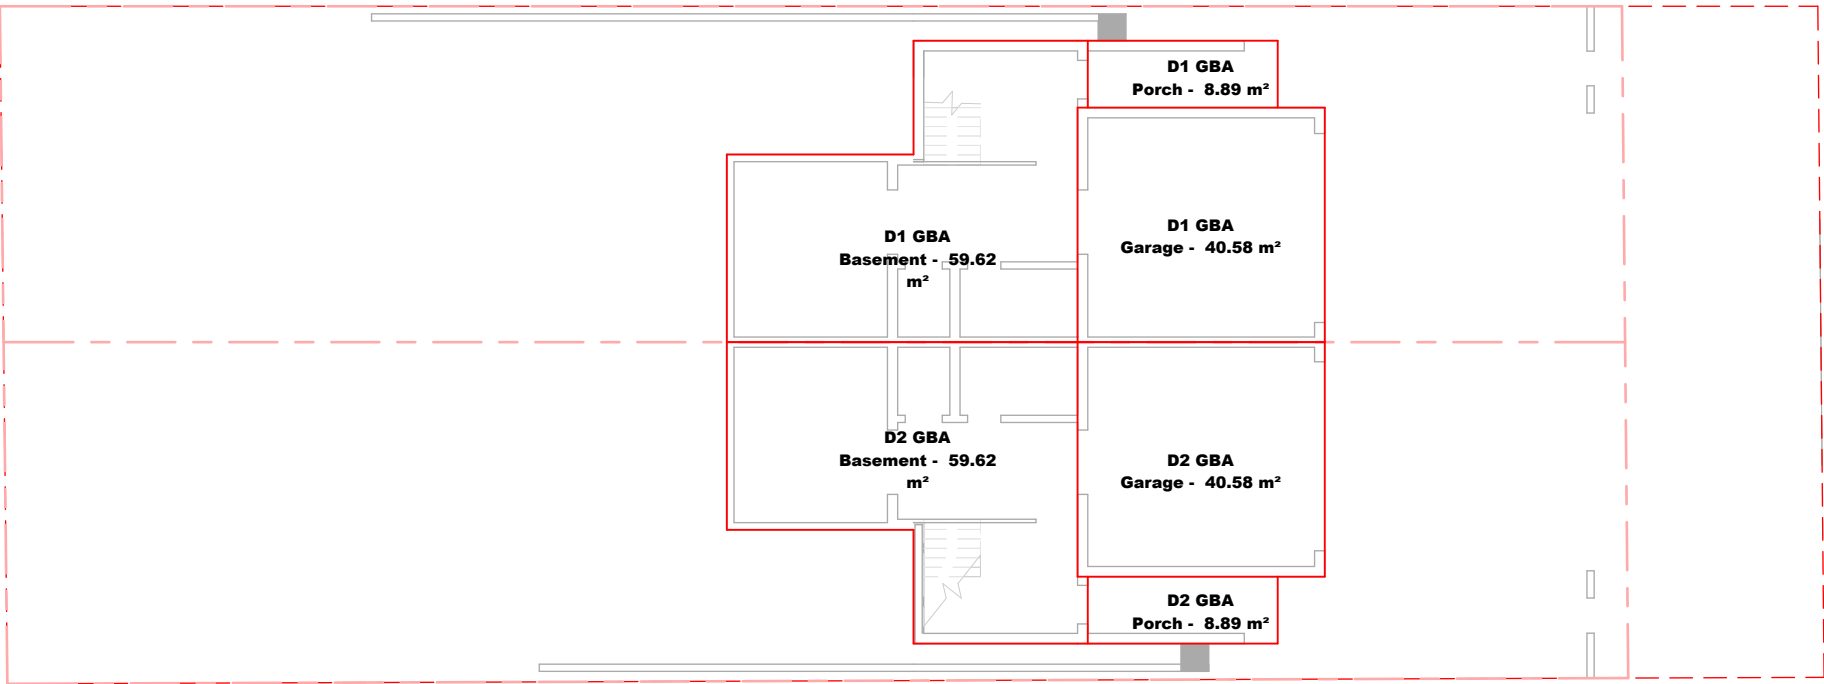 D1 GBA
Porch - 8.89 m²
D1 GBA
Garage - 40.58 m²
D1 GBA
Basement - 59.62
m²
D2 GBA
Basement - 59.62
m²
D2 GBA
Garage - 40.58 m²
D2 GBA
Porch - 8.89 m²